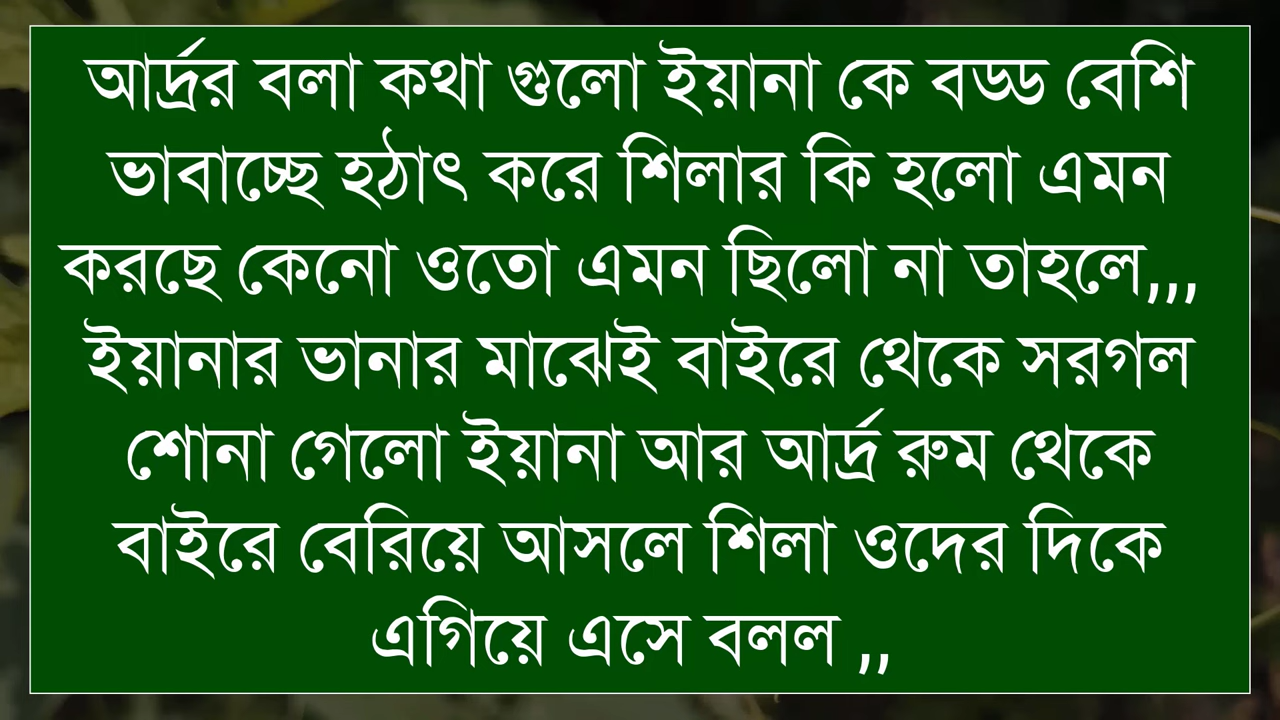 আর্দ্রর বলা কথা গুলো ইয়ানা কে বড্ড বেশি
ভাবাচ্ছে হঠাৎ করে শিলার কি হলো এমন
করছে কেনো ওতো এমন ছিলো না তাহলে,,,
ইয়ানার ভানার মাঝেই বাইরে থেকে সরগল
শোনা গেলো ইয়ানা আর আর্দ্র রুম থেকে
বাইরে বেরিয়ে আসলে শিলা ওদের দিকে
এগিয়ে এসে বলল ,,